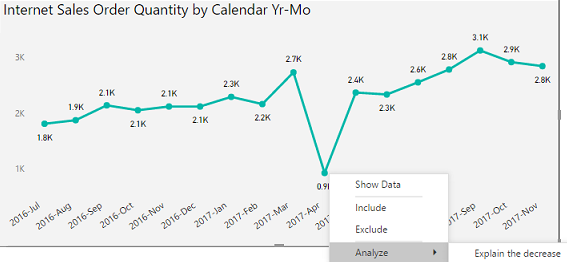 Internet Sales Order Quantity by Calendar Yr-Mo
3K
2K
1K
1.8K
1.9K
2.1K
2.1K
2.1K
2.1K
2.3K
2.2K
2.7K
2.4K
2.3K
2.6K
2.8K
3.1K
2.9K
2.8K
2016-Jul
2016-Aug
2016-Sep
2016-Oct
2016-Nov
2016-Dec
2017-Jan
2017-Feb
2017-Mar
2017-Apr
2017-Sep
2017-Oct
2017-Nov
Show Data
Include
Exclude
Analyze
Explain the decrease